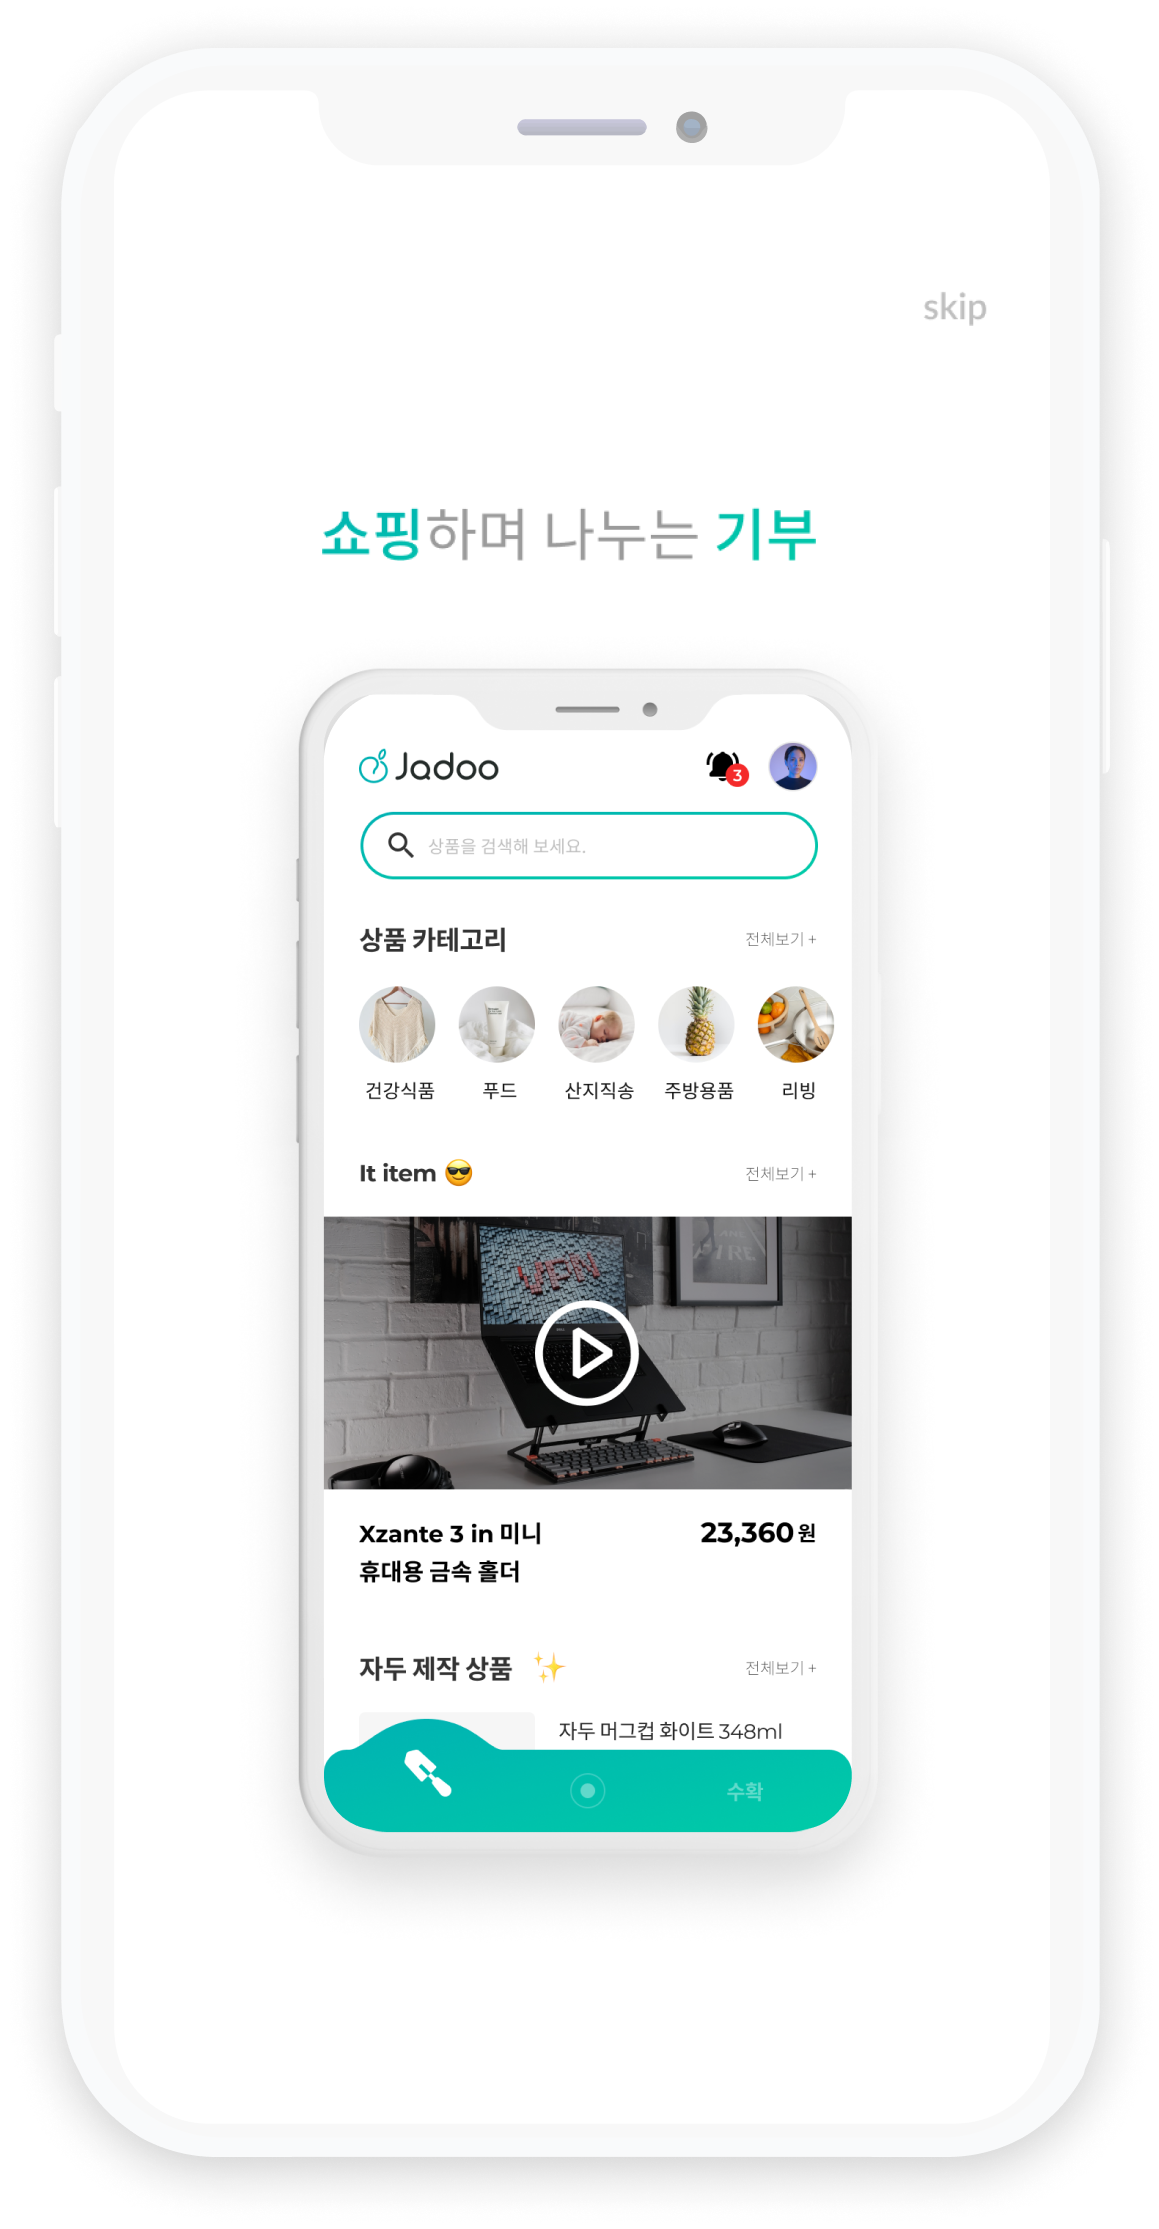 skip
쇼핑하며 나누는 기부
Jadoo
3
상품을 검색해 보세요.
상품 카테고리
전체보기 +
건강식품
푸드
산지직송
주방용품
리빙
It item 😎
전체보기 +
VPN
Xzante 3 in 미니
휴대용 금속 홀더
23,360 원
자두 제작 상품 ✨
전체보기 +
자두 머그컵 화이트 348ml
수확